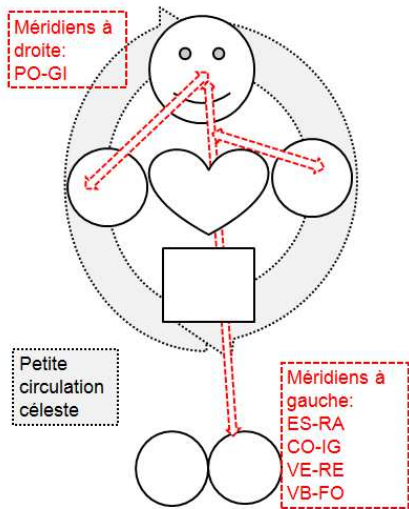 Méridiens à
droite:
PO-GI
Petite
circulation
céleste
Méridiens à
gauche:
ES-RA
CO-IG
VE-RE
VB-FO